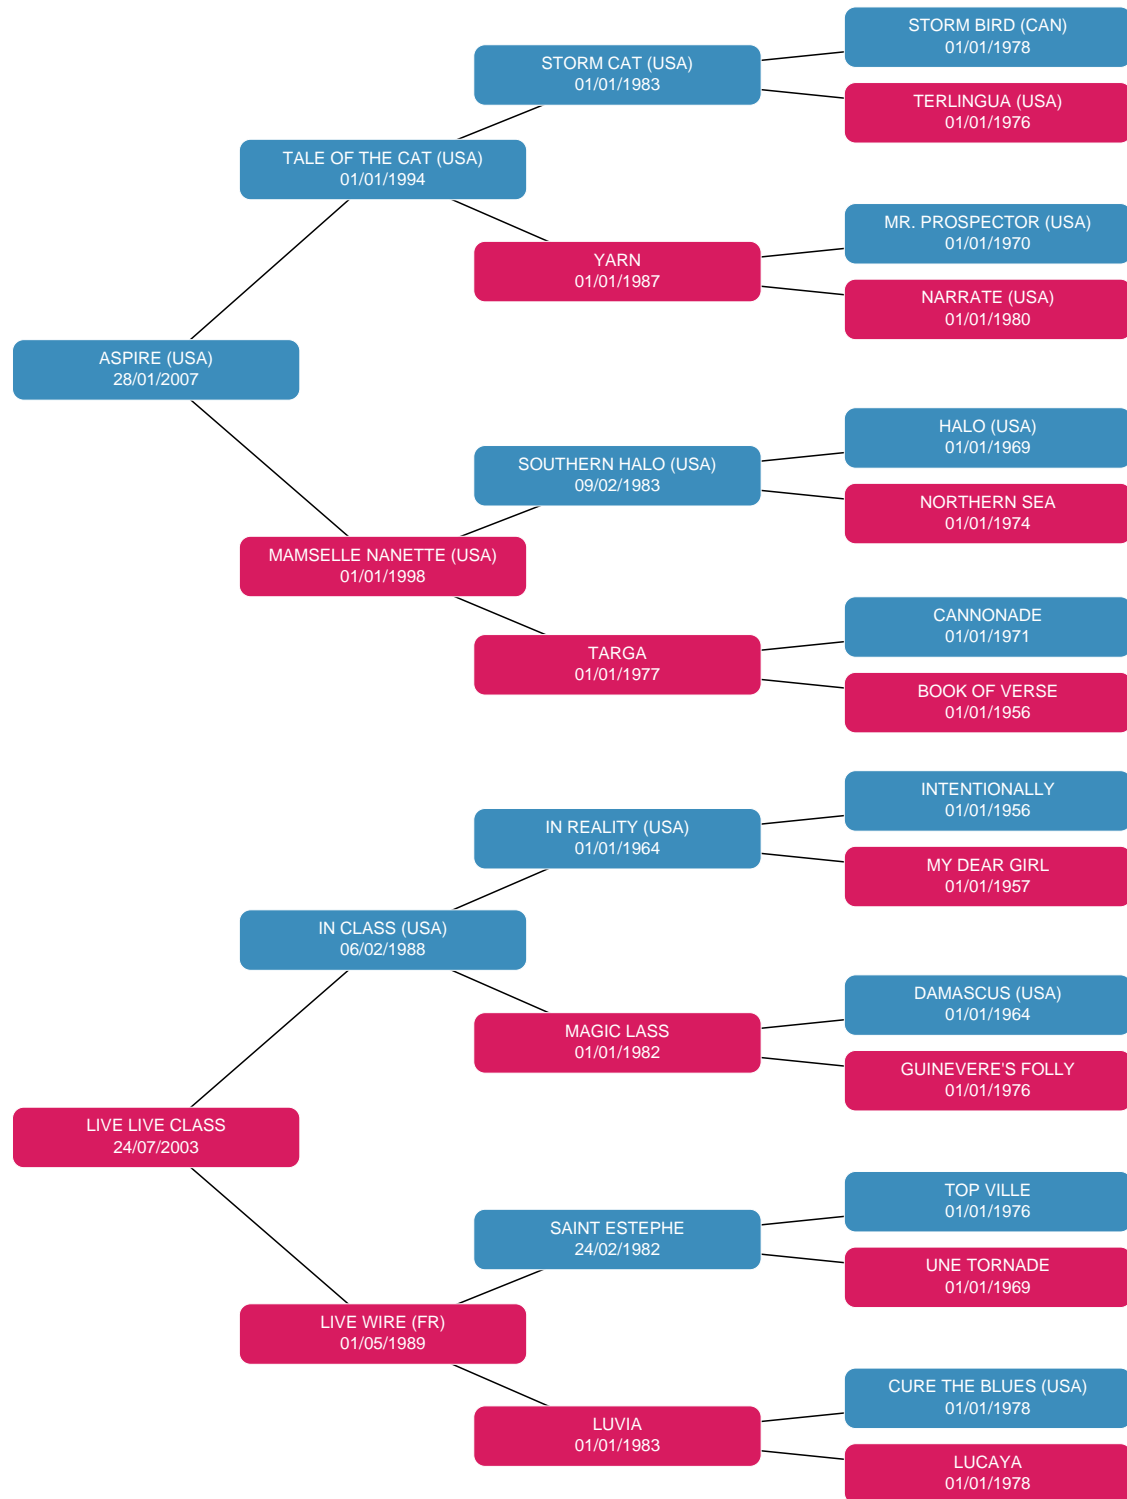 STORM BIRD (CAN)
01/01/1978
STORM CAT (USA)
01/01/1983
TERLINGUA (USA)
01/01/1976
TALE OF THE CAT (USA)
01/01/1994
MR. PROSPECTOR (USA)
01/01/1970
YARN
01/01/1987
NARRATE (USA)
01/01/1980
ASPIRE (USA)
28/01/2007
HALO (USA)
01/01/1969
SOUTHERN HALO (USA)
09/02/1983
NORTHERN SEA
01/01/1974
MAMSELLE NANETTE (USA)
01/01/1998
CANNONADE
01/01/1971
TARGA
01/01/1977
BOOK OF VERSE
01/01/1956
INTENTIONALLY
01/01/1956
IN REALITY (USA)
01/01/1964
MY DEAR GIRL
01/01/1957
IN CLASS (USA)
06/02/1988
DAMASCUS (USA)
01/01/1964
MAGIC LASS
01/01/1982
GUINEVERE'S FOLLY
01/01/1976
LIVE LIVE CLASS
24/07/2003
TOP VILLE
01/01/1976
SAINT ESTEPHE
24/02/1982
UNE TORNADE
01/01/1969
LIVE WIRE (FR)
01/05/1989
CURE THE BLUES (USA)
01/01/1978
LUVIA
01/01/1983
LUCAYA
01/01/1978